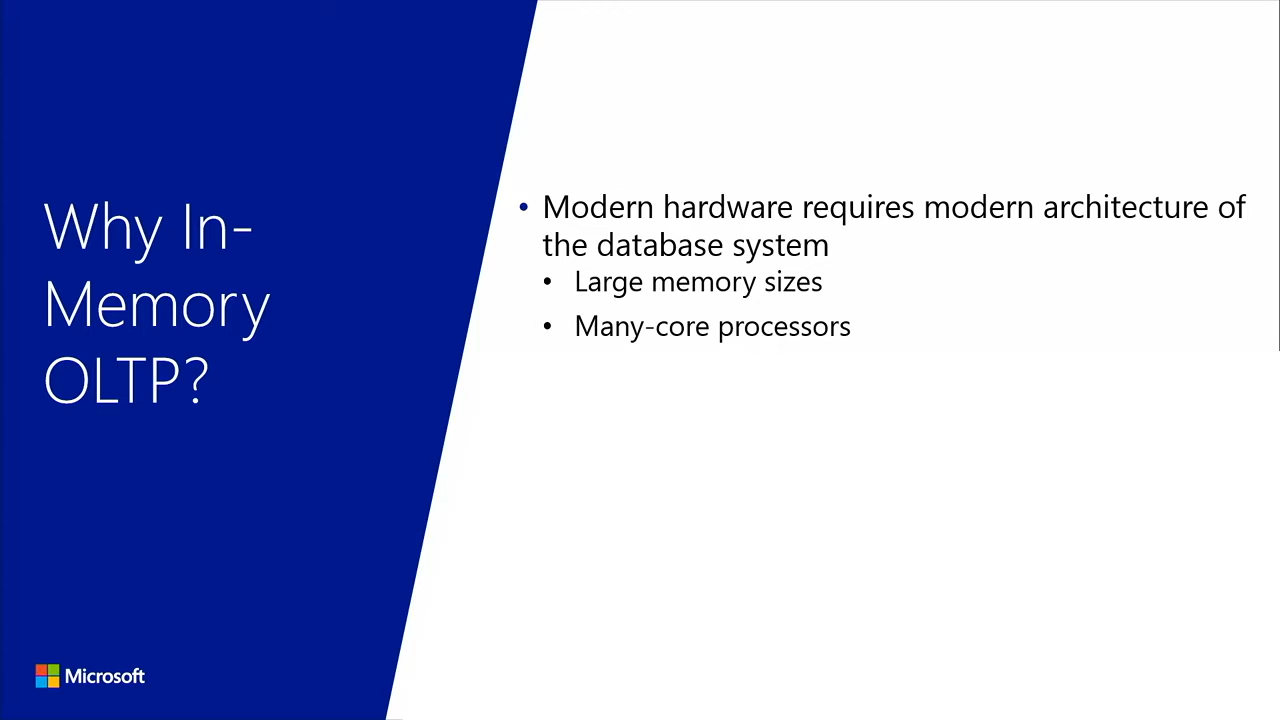 Why In-
Memory
OLTP?
• Modern hardware requires modern architecture of
the database system
• Large memory sizes
• Many-core processors
Microsoft